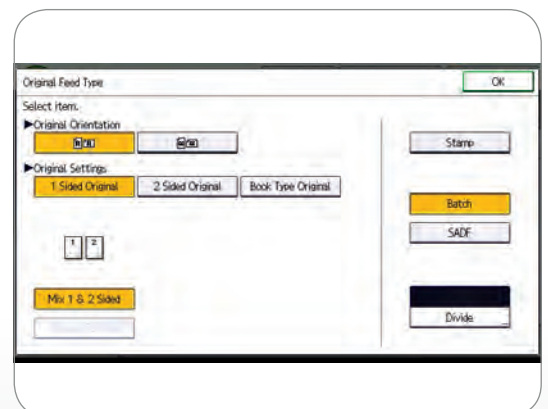 Original Feed Type
OK
Select item.
►Original Orientation
►Original Settings
1 Sided Original
2 Sided Original
Book Type Original
1 2
Mix 1 & 2 Sided
Stamp
Batch
SADF
Divide